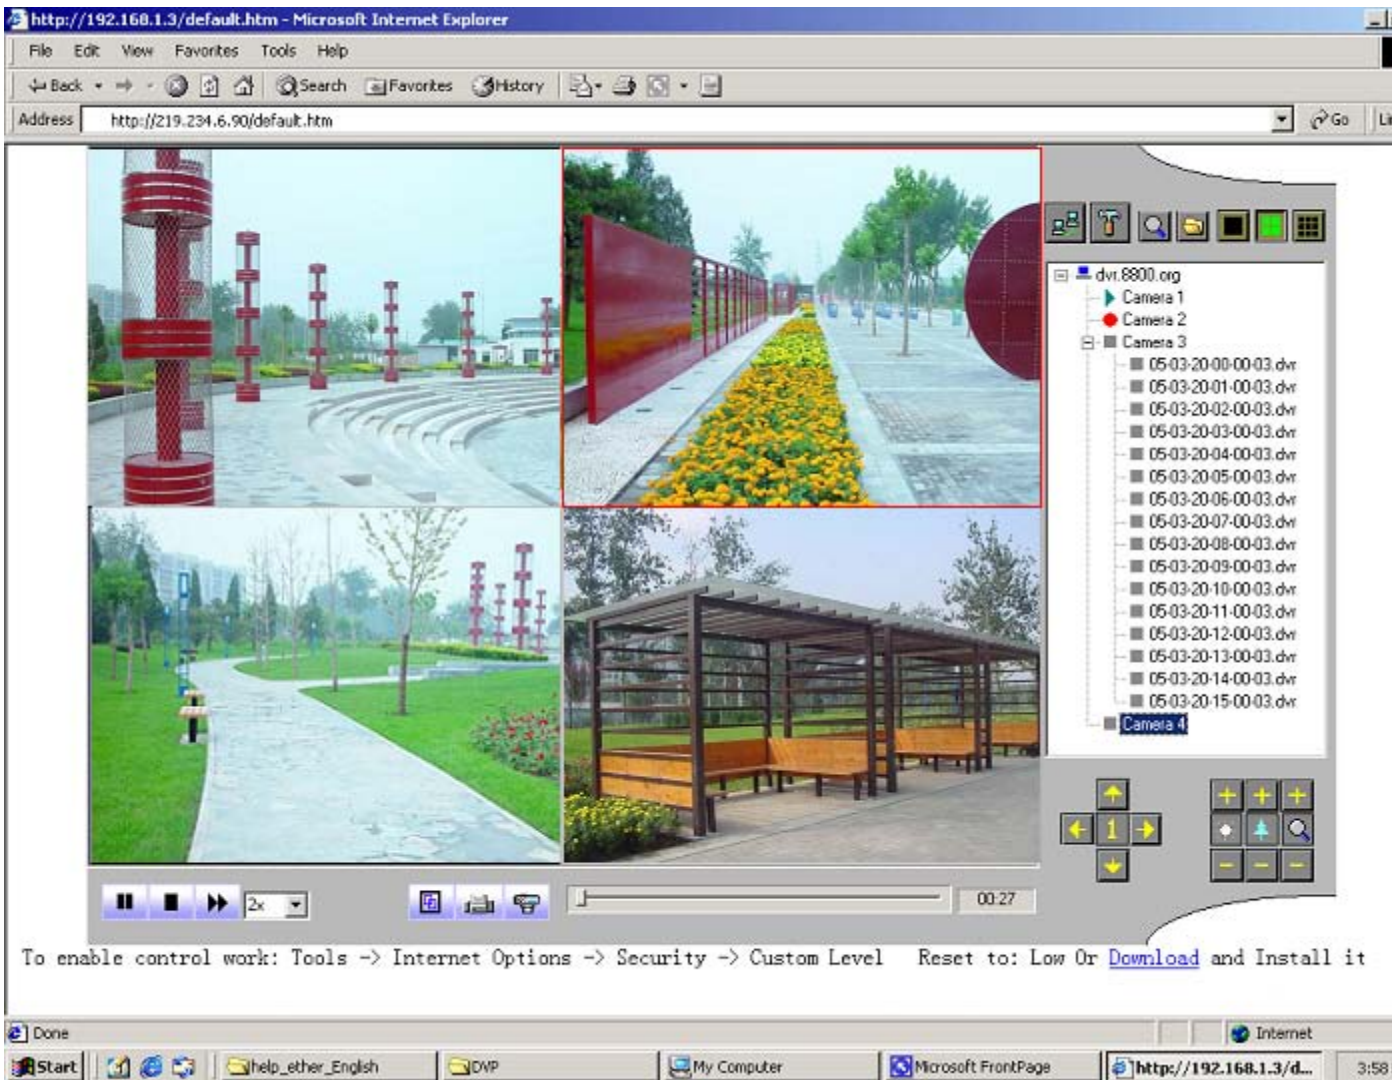 http://192.168.1.3/default.htm - Microsoft Internet Explorer
File Edit View Favorites Tools Help
Back Search Favorites History
Address http://219.234.6.90/default.htm Go
dvr.8800.org
Camera 1
Camera 2
Camera 3
05-03-20-00-00-03.dvr
05-03-20-01-00-03.dvr
05-03-20-02-00-03.dvr
05-03-20-03-00-03.dvr
05-03-20-04-00-03.dvr
05-03-20-05-00-03.dvr
05-03-20-06-00-03.dvr
05-03-20-07-00-03.dvr
05-03-20-08-00-03.dvr
05-03-20-09-00-03.dvr
05-03-20-10-00-03.dvr
05-03-20-11-00-03.dvr
05-03-20-12-00-03.dvr
05-03-20-13-00-03.dvr
05-03-20-14-00-03.dvr
05-03-20-15-00-03.dvr
Camera 4
1
2x 00:27
To enable control work: Tools -> Internet Options -> Security -> Custom Level Reset to: Low Or Download and Install it
Done Internet
Start help_ether_English DVP My Computer Microsoft FrontPage http://192.168.1.3/d... 3:58